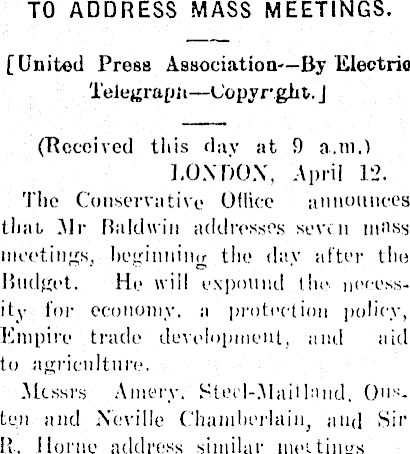 TO ADDRESS MASS MEETINGS.
[United Press Association—By Electric
Telegraph—Copyright.]
(Received this day at 9 a.m.)
LONDON, April 12.
The Conservative Office announces
that Mr Baldwin addresses seven mass
meetings, beginning the day after the
Budget. He will expound the necess-
ity for economy, a protection policy,
Empire trade development, and aid
to agriculture.
Messrs Amery, Steel-Maitland, Ous-
ten and Neville Chamberlain, and Sir
R. Horne address similar meetings